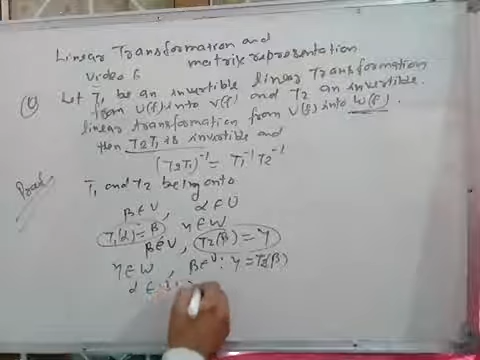 Linear Transformation and
matrix representation
Video 6
(Q) Let T₁ be an invertible linear Transformation
from U(F) into V(F) and T2 an invertible
linear transformation from V(F) into W(F).
then T2T1 is invertible and
(T2T1)⁻¹ = T1⁻¹ T2⁻¹
Proof T1 and T2 being onto
β ∈ V, α ∈ U
T1(α) = β η ∈ W
β ∈ V, T2(β) = η
η ∈ W, β ∈ V : η = T2(β)
α ∈